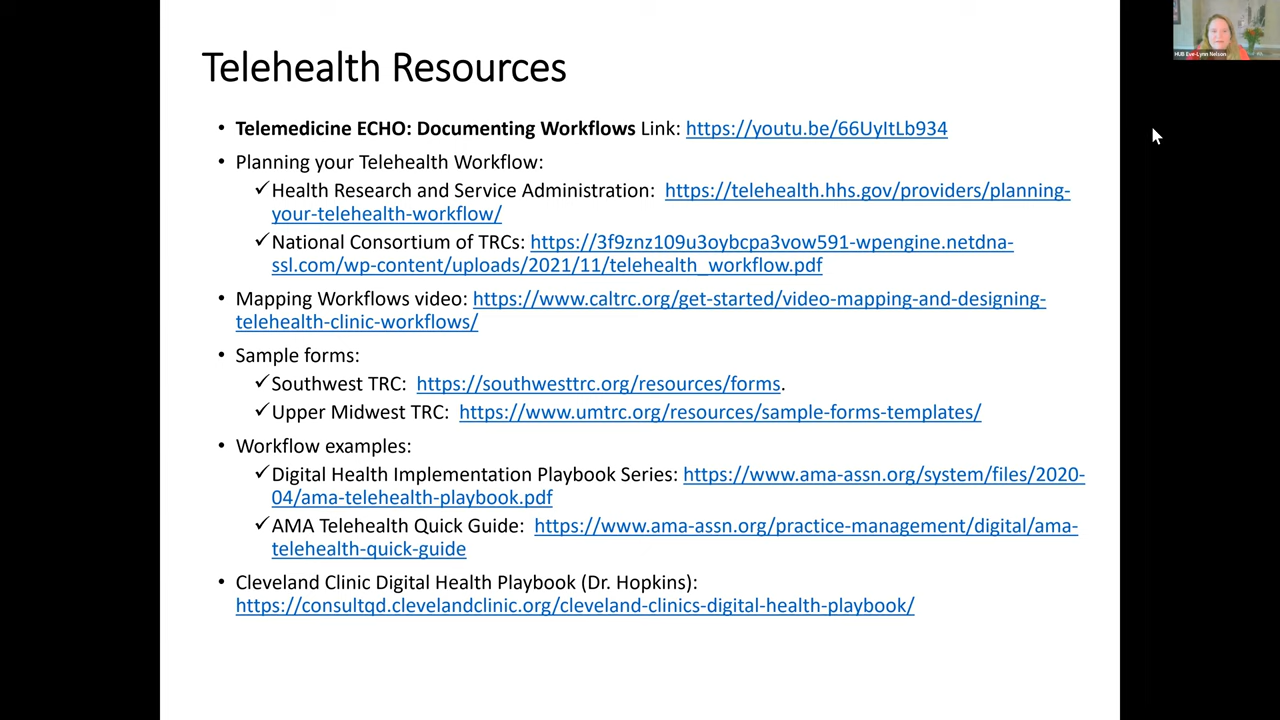 Telehealth Resources
HUB Eve-Lynn Nelson
• Telemedicine ECHO: Documenting Workflows Link: https://youtu.be/66UyItLb934
• Planning your Telehealth Workflow:
✓Health Research and Service Administration: https://telehealth.hhs.gov/providers/planning-
your-telehealth-workflow/
✓National Consortium of TRCs: https://3f9znz109u3oybcpa3vow591-wpengine.netdna-
ssl.com/wp-content/uploads/2021/11/telehealth_workflow.pdf
• Mapping Workflows video: https://www.caltrc.org/get-started/video-mapping-and-designing-
telehealth-clinic-workflows/
• Sample forms:
✓Southwest TRC: https://southwesttrc.org/resources/forms.
✓Upper Midwest TRC: https://www.umtrc.org/resources/sample-forms-templates/
• Workflow examples:
✓Digital Health Implementation Playbook Series: https://www.ama-assn.org/system/files/2020-
04/ama-telehealth-playbook.pdf
✓AMA Telehealth Quick Guide: https://www.ama-assn.org/practice-management/digital/ama-
telehealth-quick-guide
• Cleveland Clinic Digital Health Playbook (Dr. Hopkins):
https://consultqd.clevelandclinic.org/cleveland-clinics-digital-health-playbook/